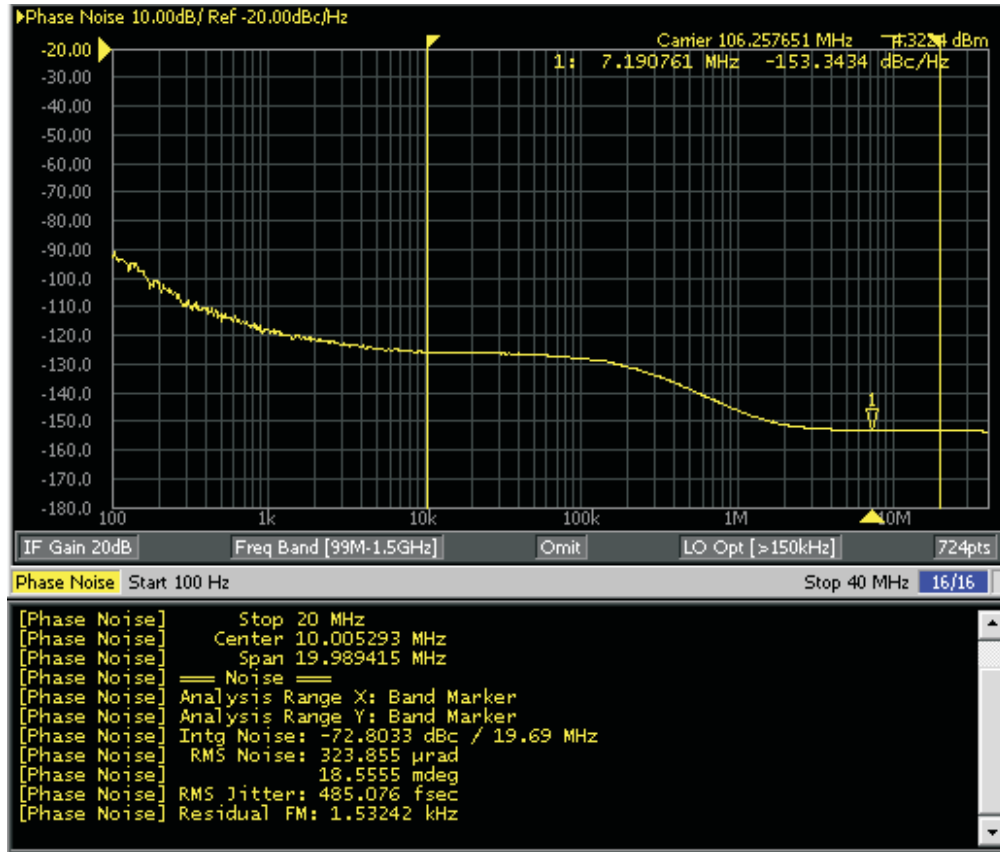 ▶Phase Noise 10.00dB/ Ref -20.00dBc/Hz
Carrier 106.257651 MHz 4.3224 dBm
1: 7.190761 MHz -153.3434 dBc/Hz
-20.00
-30.00
-40.00
-50.00
-60.00
-70.00
-80.00
-90.00
-100.0
-110.0
-120.0
-130.0
-140.0
1
-150.0
-160.0
-170.0
-180.0
100 1k 10k 100k 1M 10M
IF Gain 20dB Freq Band [99M-1.5GHz] Omit LO Opt [>150kHz] 724pts
Phase Noise Start 100 Hz Stop 40 MHz 16/16
[Phase Noise] Stop 20 MHz
[Phase Noise] Center 10.005293 MHz
[Phase Noise] Span 19.989415 MHz
[Phase Noise] === Noise ===
[Phase Noise] Analysis Range X: Band Marker
[Phase Noise] Analysis Range Y: Band Marker
[Phase Noise] Intg Noise: -72.8033 dBc / 19.69 MHz
[Phase Noise] RMS Noise: 323.855 µrad
[Phase Noise] 18.5555 mdeg
[Phase Noise] RMS Jitter: 485.076 fsec
[Phase Noise] Residual FM: 1.53242 kHz